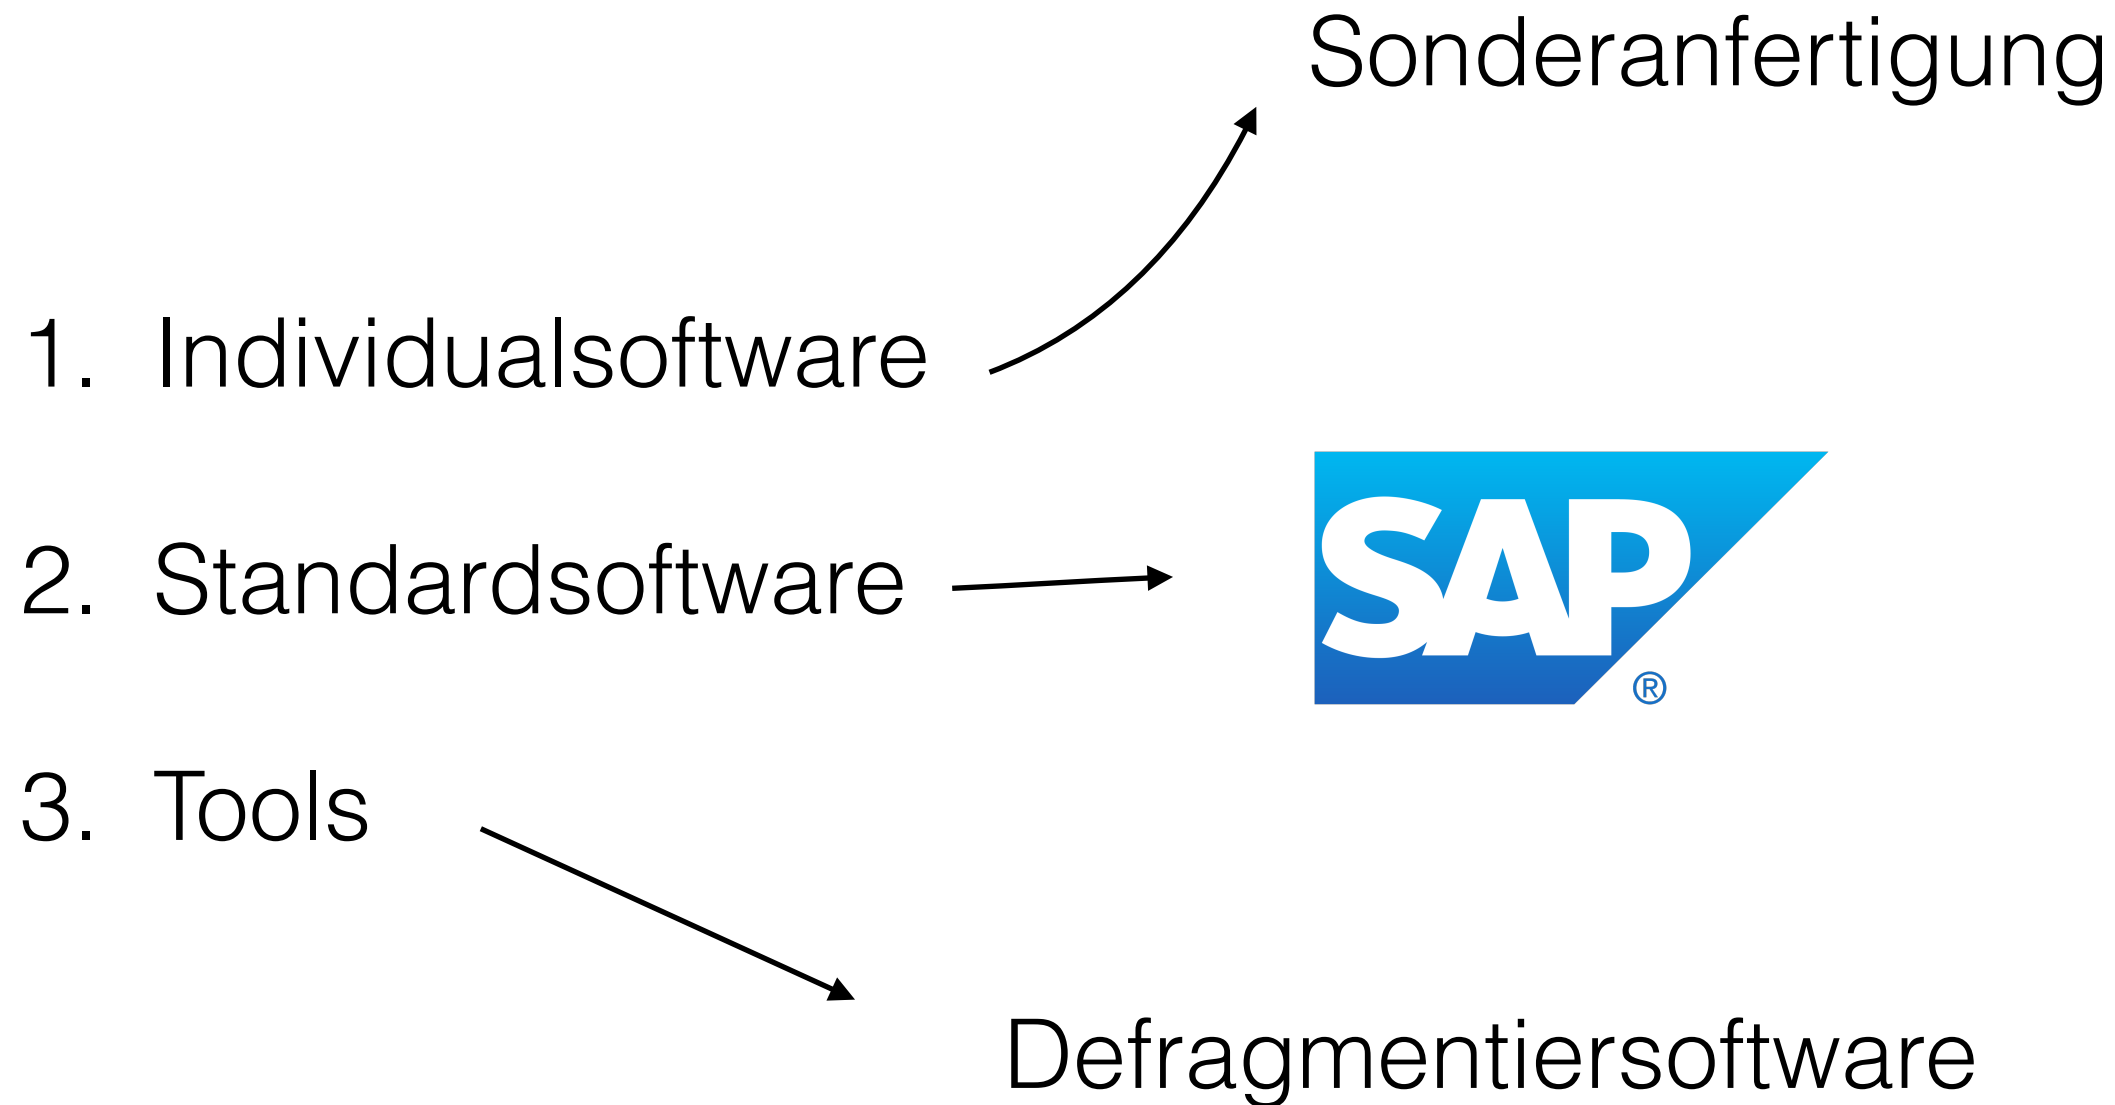 Sonderanfertigung
1. Individualsoftware
2. Standardsoftware
SAP®
3. Tools
Defragmentiersoftware